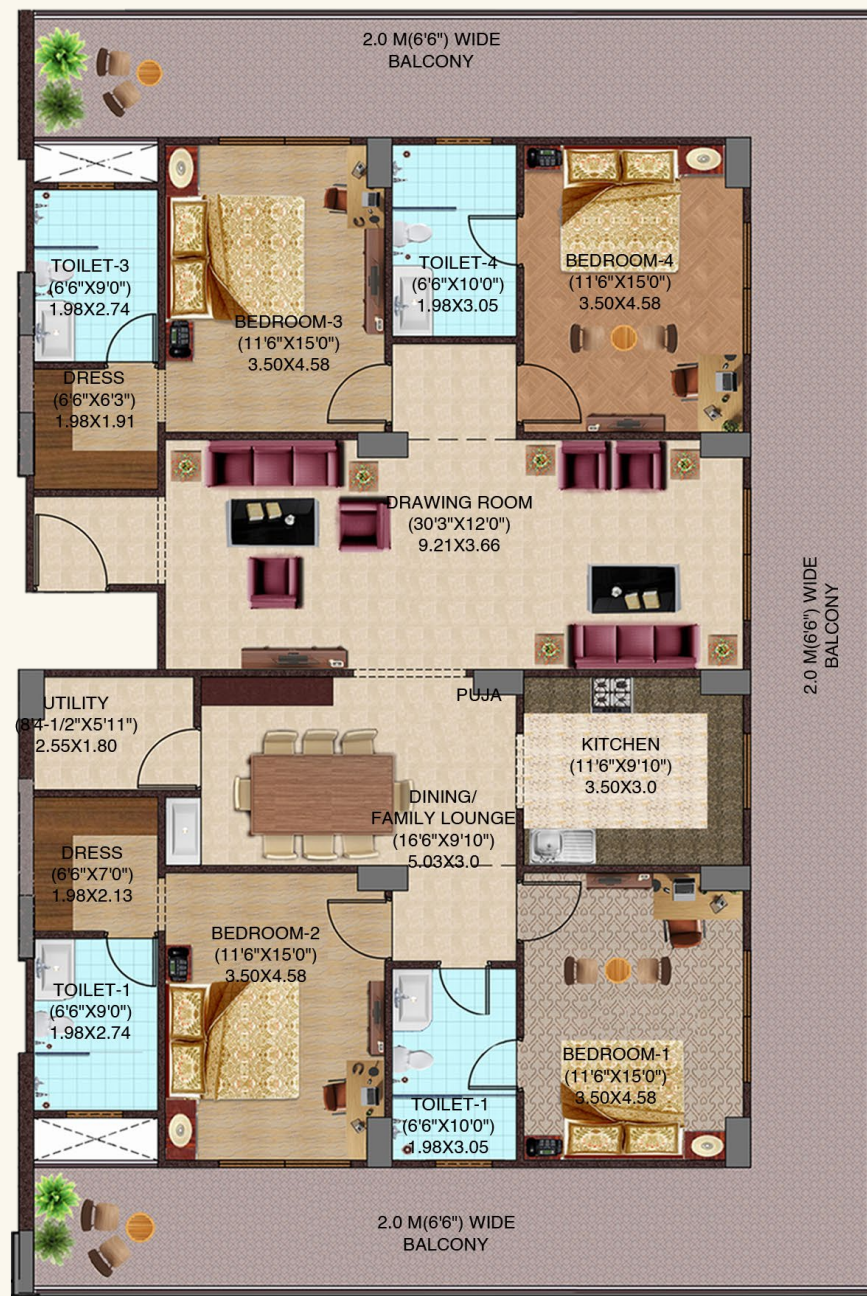 2.0 M(6'6") WIDE
BALCONY
TOILET-3
(6'6"X9'0")
1.98X2.74
TOILET-4
(6'6"X10'0")
1.98X3.05
BEDROOM-4
(11'6"X15'0")
3.50X4.58
BEDROOM-3
(11'6"X15'0")
3.50X4.58
DRESS
(6'6"X6'3")
1.98X1.91
DRAWING ROOM
(30'3"X12'0")
9.21X3.66
2.0 M(6'6") WIDE
BALCONY
UTILITY
(8'4-1/2"X5'11")
2.55X1.80
PUJA
KITCHEN
(11'6"X9'10")
3.50X3.0
DINING/
FAMILY LOUNGE
(16'6"X9'10")
5.03X3.0
DRESS
(6'6"X7'0")
1.98X2.13
BEDROOM-2
(11'6"X15'0")
3.50X4.58
TOILET-1
(6'6"X9'0")
1.98X2.74
BEDROOM-1
(11'6"X15'0")
3.50X4.58
TOILET-1
(6'6"X10'0")
1.98X3.05
2.0 M(6'6") WIDE
BALCONY